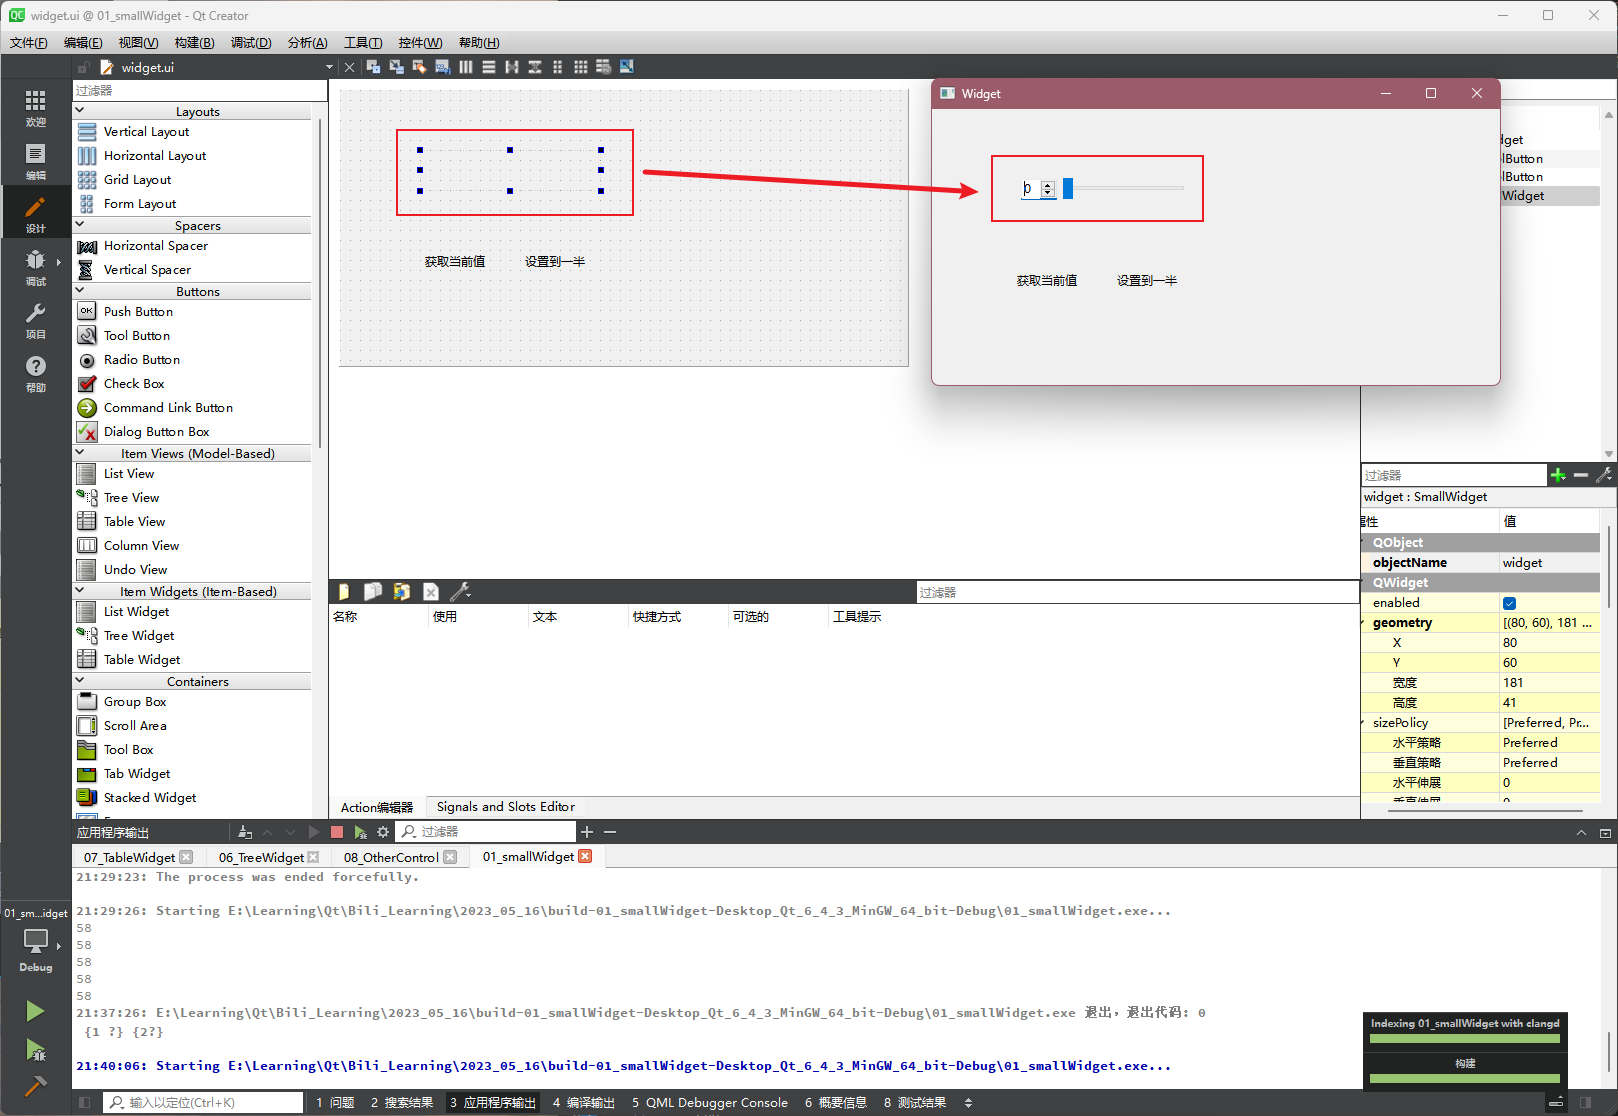 widget.ui @ 01_smallWidget - Qt Creator
文件(F) 编辑(E) 视图(V) 构建(B) 调试(D) 分析(A) 工具(T) 控件(W) 帮助(H)
widget.ui
欢迎
编辑
设计
调试
项目
帮助
过滤器
Layouts
Vertical Layout
Horizontal Layout
Grid Layout
Form Layout
Spacers
Horizontal Spacer
Vertical Spacer
Buttons
OK Push Button
Tool Button
Radio Button
Check Box
Command Link Button
Dialog Button Box
Item Views (Model-Based)
List View
Tree View
Table View
Column View
Undo View
Item Widgets (Item-Based)
List Widget
Tree Widget
Table Widget
Containers
Group Box
Scroll Area
Tool Box
Tab Widget
Stacked Widget
获取当前值 设置到一半
Widget
0
获取当前值 设置到一半
dget
lButton
lButton
Widget
过滤器
widget : SmallWidget
属性 值
QObject
objectName widget
QWidget
enabled
geometry [(80, 60), 181 ...
X 80
Y 60
宽度 181
高度 41
sizePolicy [Preferred, Pr...
水平策略 Preferred
垂直策略 Preferred
水平伸展 0
垂直伸展 0
过滤器
名称 使用 文本 快捷方式 可选的 工具提示
Action编辑器 Signals and Slots Editor
应用程序输出 过滤器
07_TableWidget 06_TreeWidget 08_OtherControl 01_smallWidget
21:29:23: The process was ended forcefully.
21:29:26: Starting E:\Learning\Qt\Bili_Learning\2023_05_16\build-01_smallWidget-Desktop_Qt_6_4_3_MinGW_64_bit-Debug\01_smallWidget.exe...
58
58
58
58
58
21:37:26: E:\Learning\Qt\Bili_Learning\2023_05_16\build-01_smallWidget-Desktop_Qt_6_4_3_MinGW_64_bit-Debug\01_smallWidget.exe 退出，退出代码: 0
{1 ?} {2?}
21:40:06: Starting E:\Learning\Qt\Bili_Learning\2023_05_16\build-01_smallWidget-Desktop_Qt_6_4_3_MinGW_64_bit-Debug\01_smallWidget.exe...
01_sm...idget
Debug
Indexing 01_smallWidget with clangd
构建
输入以定位(Ctrl+K) 1 问题 2 搜索结果 3 应用程序输出 4 编译输出 5 QML Debugger Console 6 概要信息 8 测试结果